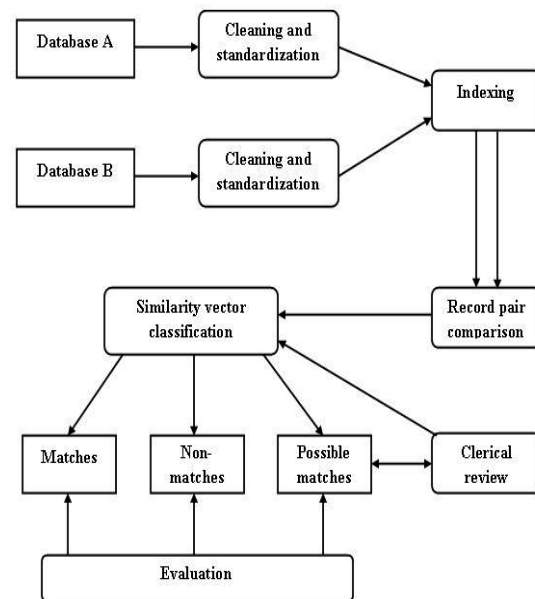 Database A
Cleaning and
standardization
Indexing
Database B
Cleaning and
standardization
Similarity vector
classification
Record pair
comparison
Matches
Non-
matches
Possible
matches
Clerical
review
Evaluation